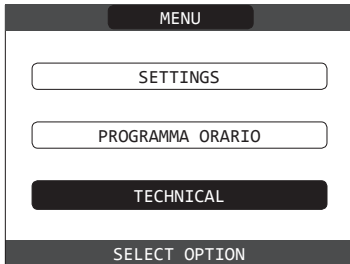 MENU
SETTINGS
PROGRAMMA ORARIO
TECHNICAL
SELECT OPTION